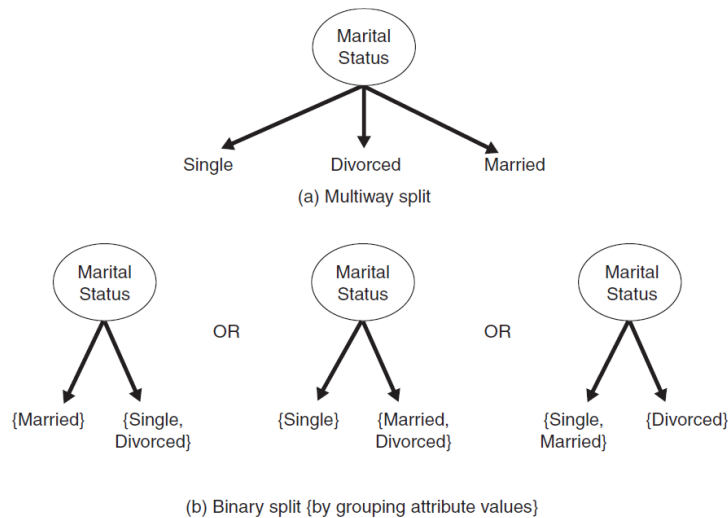 Marital
Status
Single
Divorced
Married
(a) Multiway split
Marital
Status
OR
Marital
Status
OR
Marital
Status
{Married}
{Single,
Divorced}
{Single}
{Married,
Divorced}
{Single,
Married}
{Divorced}
(b) Binary split {by grouping attribute values}